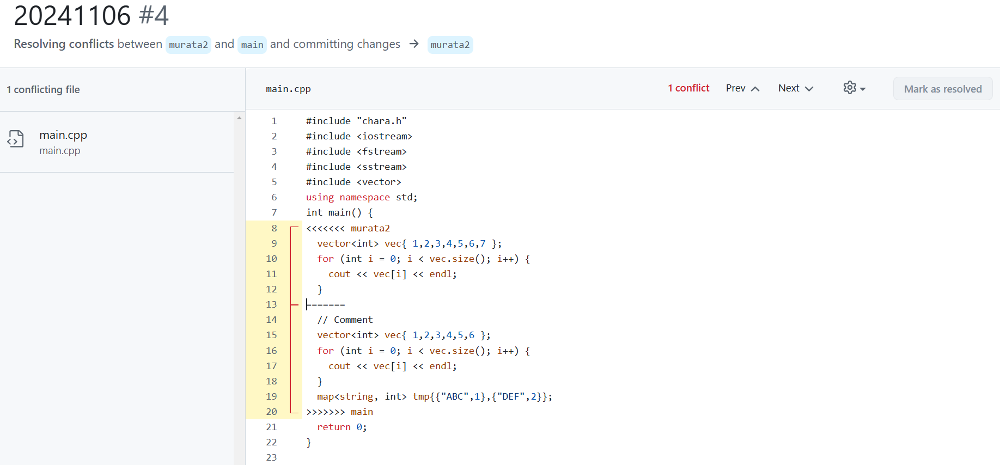 20241106 #4
Resolving conflicts between murata2 and main and committing changes → murata2
1 conflicting file
main.cpp
main.cpp
main.cpp
1 conflict Prev Next Mark as resolved
1 #include "chara.h"
2 #include <iostream>
3 #include <fstream>
4 #include <sstream>
5 #include <vector>
6 using namespace std;
7 int main() {
8 <<<<<<< murata2
9   vector<int> vec{ 1,2,3,4,5,6,7 };
10   for (int i = 0; i < vec.size(); i++) {
11     cout << vec[i] << endl;
12   }
13 =======
14   // Comment
15   vector<int> vec{ 1,2,3,4,5,6 };
16   for (int i = 0; i < vec.size(); i++) {
17     cout << vec[i] << endl;
18   }
19   map<string, int> tmp{{"ABC",1},{"DEF",2}};
20 >>>>>>> main
21   return 0;
22 }
23